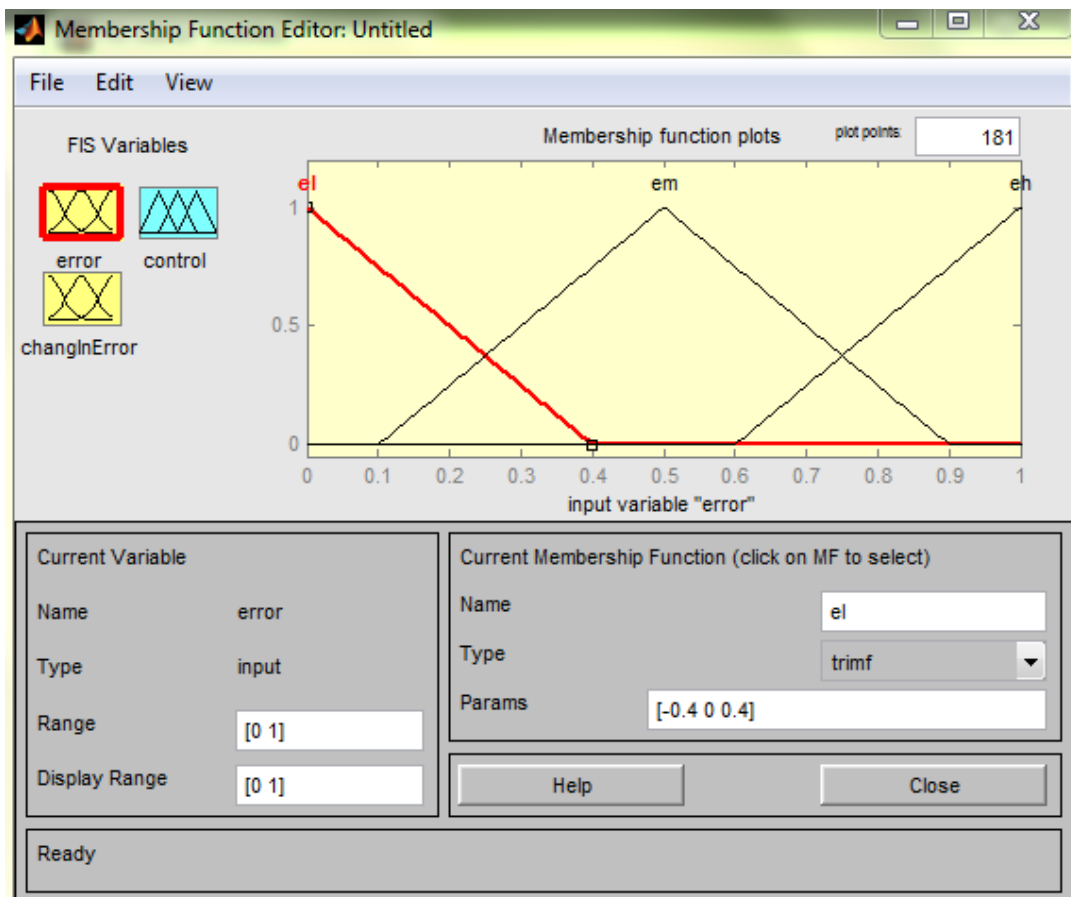 Membership Function Editor: Untitled
File Edit View
FIS Variables
Membership function plots
plot points:
181
error
control
changInError
el
em
eh
1
0.5
0
0 0.1 0.2 0.3 0.4 0.5 0.6 0.7 0.8 0.9 1
input variable "error"
Current Variable
Name error
Type input
Range [0 1]
Display Range [0 1]
Current Membership Function (click on MF to select)
Name el
Type trimf
Params [-0.4 0 0.4]
Help Close
Ready